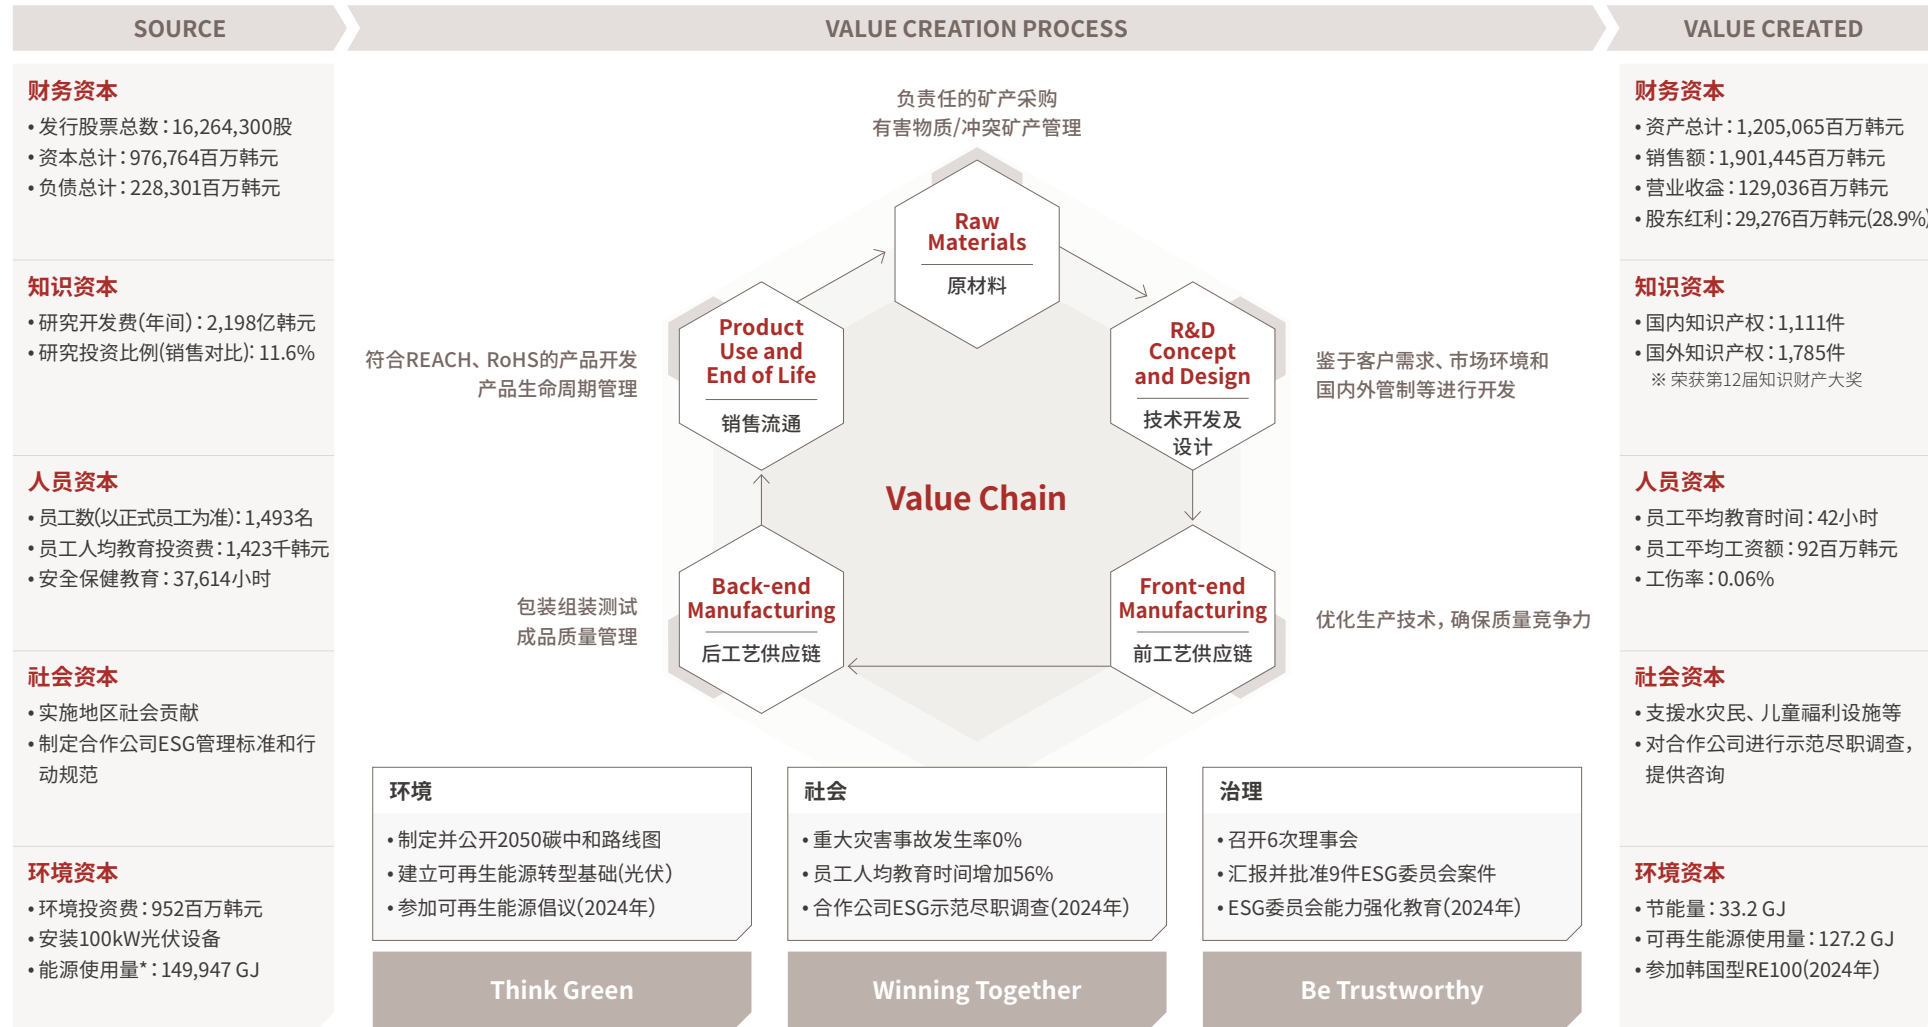 SOURCE
财务资本
• 发行股票总数：16,264,300股
• 资本总计：976,764百万韩元
• 负债总计：228,301百万韩元
知识资本
• 研究开发费(年间)：2,198亿韩元
• 研究投资比例(销售对比)：11.6%
人员资本
• 员工数(以正式员工为准)：1,493名
• 员工人均教育投资费：1,423千韩元
• 安全保健教育：37,614小时
社会资本
• 实施地区社会贡献
• 制定合作公司ESG管理标准和行
动规范
环境资本
• 环境投资费：952百万韩元
• 安装100kW光伏设备
• 能源使用量*：149,947 GJ
VALUE CREATION PROCESS
负责任的矿产采购
有害物质/冲突矿产管理
Raw
Materials
原材料
R&D
Concept
and Design
技术开发及
设计
鉴于客户需求、市场环境和
国内外管制等进行开发
Front-end
Manufacturing
前工艺供应链
优化生产技术，确保质量竞争力
Back-end
Manufacturing
后工艺供应链
包装组装测试
成品质量管理
Product
Use and
End of Life
销售流通
符合REACH、RoHS的产品开发
产品生命周期管理
Value Chain
环境
• 制定并公开2050碳中和路线图
• 建立可再生能源转型基础(光伏)
• 参加可再生能源倡议(2024年)
Think Green
社会
• 重大灾害事故发生率0%
• 员工人均教育时间增加56%
• 合作公司ESG示范尽职调查(2024年)
Winning Together
治理
• 召开6次理事会
• 汇报并批准9件ESG委员会案件
• ESG委员会能力强化教育(2024年)
Be Trustworthy
VALUE CREATED
财务资本
• 资产总计：1,205,065百万韩元
• 销售额：1,901,445百万韩元
• 营业收益：129,036百万韩元
• 股东红利：29,276百万韩元(28.9%)
知识资本
• 国内知识产权：1,111件
• 国外知识产权：1,785件
※ 荣获第12届知识财产大奖
人员资本
• 员工平均教育时间：42小时
• 员工平均工资额：92百万韩元
• 工伤率：0.06%
社会资本
• 支援水灾民、儿童福利设施等
• 对合作公司进行示范尽职调查，
提供咨询
环境资本
• 节能量：33.2 GJ
• 可再生能源使用量：127.2 GJ
• 参加韩国型RE100(2024年)